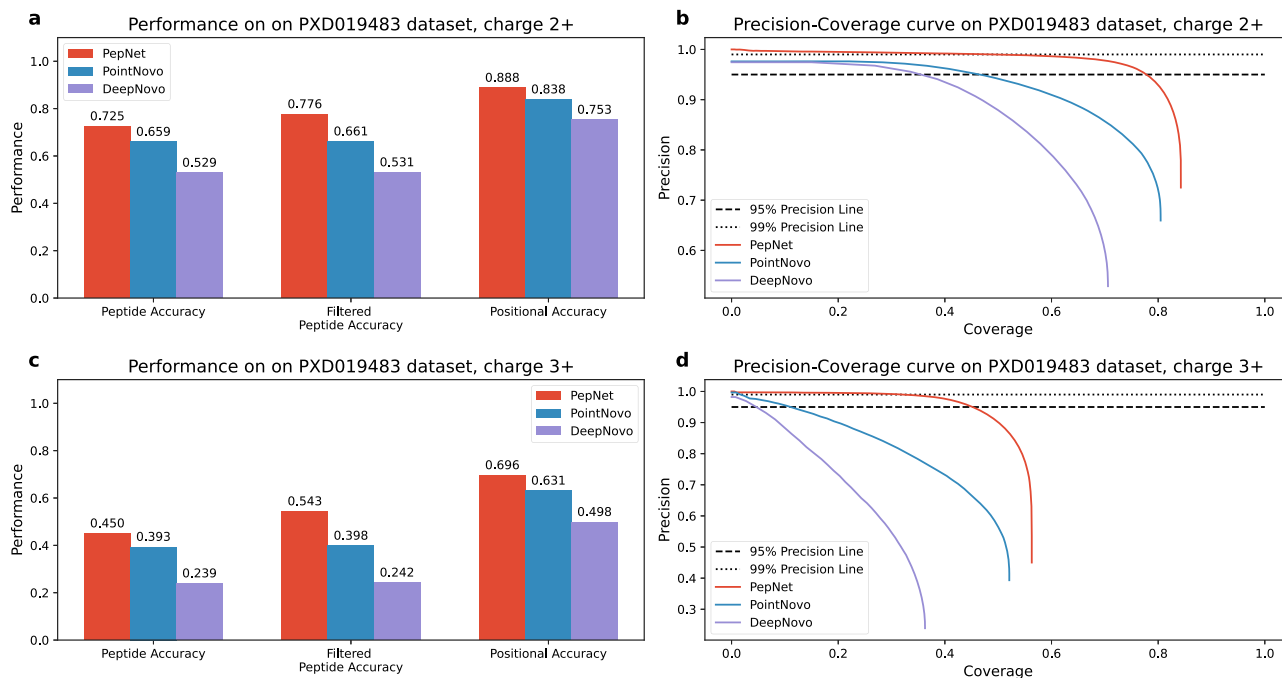 a
Performance on on PXD019483 dataset, charge 2+
PepNet
PointNovo
DeepNovo
Performance
1.0
0.8
0.6
0.4
0.2
0.0
0.725
0.659
0.529
0.776
0.661
0.531
0.888
0.838
0.753
Peptide Accuracy
Filtered
Peptide Accuracy
Positional Accuracy
b
Precision-Coverage curve on PXD019483 dataset, charge 2+
Precision
1.0
0.9
0.8
0.7
0.6
95% Precision Line
99% Precision Line
PepNet
PointNovo
DeepNovo
0.0
0.2
0.4
0.6
0.8
1.0
Coverage
c
Performance on on PXD019483 dataset, charge 3+
PepNet
PointNovo
DeepNovo
Performance
1.0
0.8
0.6
0.4
0.2
0.0
0.450
0.393
0.239
0.543
0.398
0.242
0.696
0.631
0.498
Peptide Accuracy
Filtered
Peptide Accuracy
Positional Accuracy
d
Precision-Coverage curve on PXD019483 dataset, charge 3+
Precision
1.0
0.9
0.8
0.7
0.6
0.5
0.4
0.3
95% Precision Line
99% Precision Line
PepNet
PointNovo
DeepNovo
0.0
0.2
0.4
0.6
0.8
1.0
Coverage